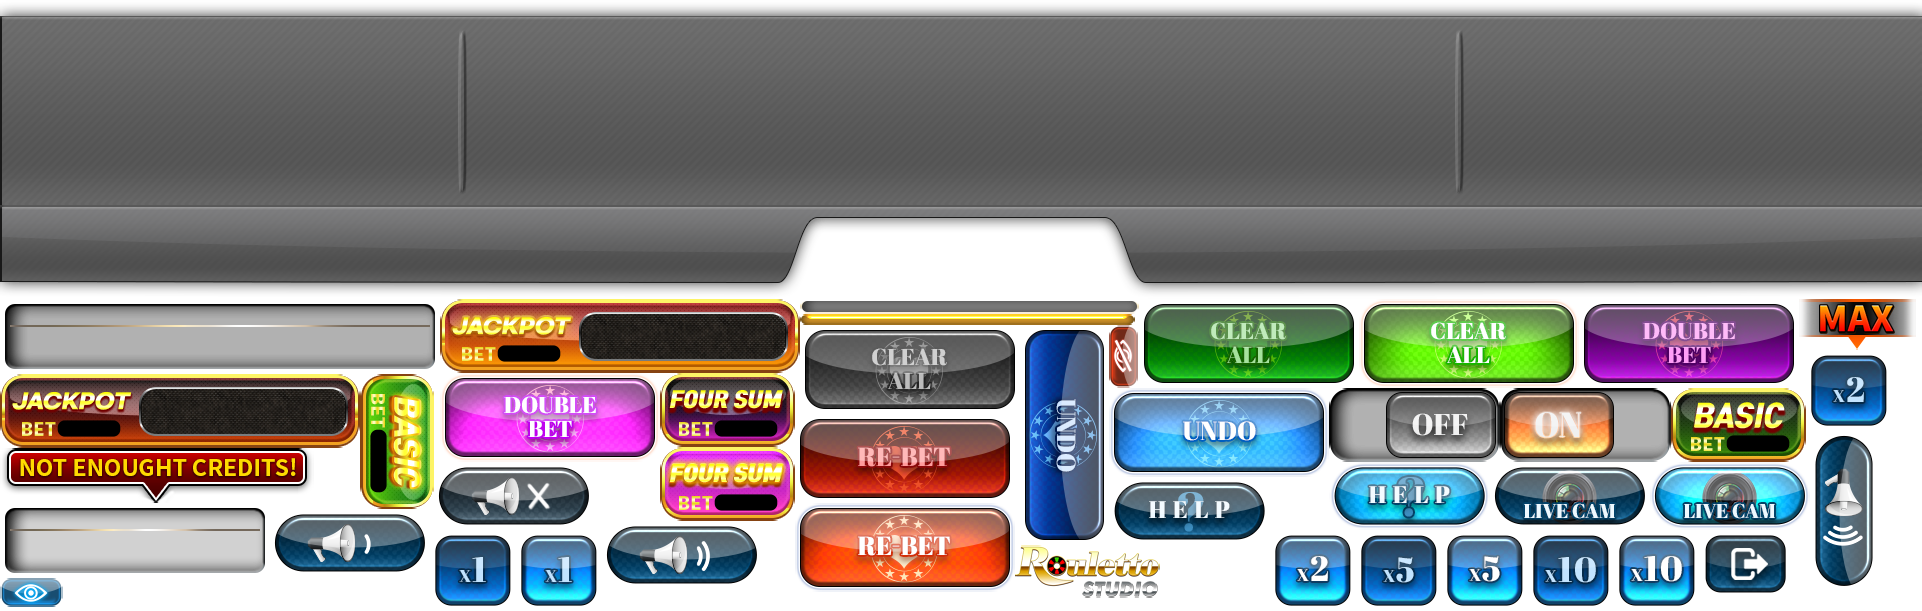 JACKPOT
BET
CLEAR
ALL
CLEAR
ALL
CLEAR
ALL
DOUBLE
BET
MAX
JACKPOT
BET
BASIC
BET
DOUBLE
BET
FOUR SUM
BET
UNDO
UNDO
OFF
ON
BASIC
BET
x2
NOT ENOUGHT CREDITS!
RE-BET
FOUR SUM
BET
X
HELP
HELP
LIVE CAM
LIVE CAM
RE-BET
x1
x1
Rouletto
STUDIO
x2
x5
x5
x10
x10